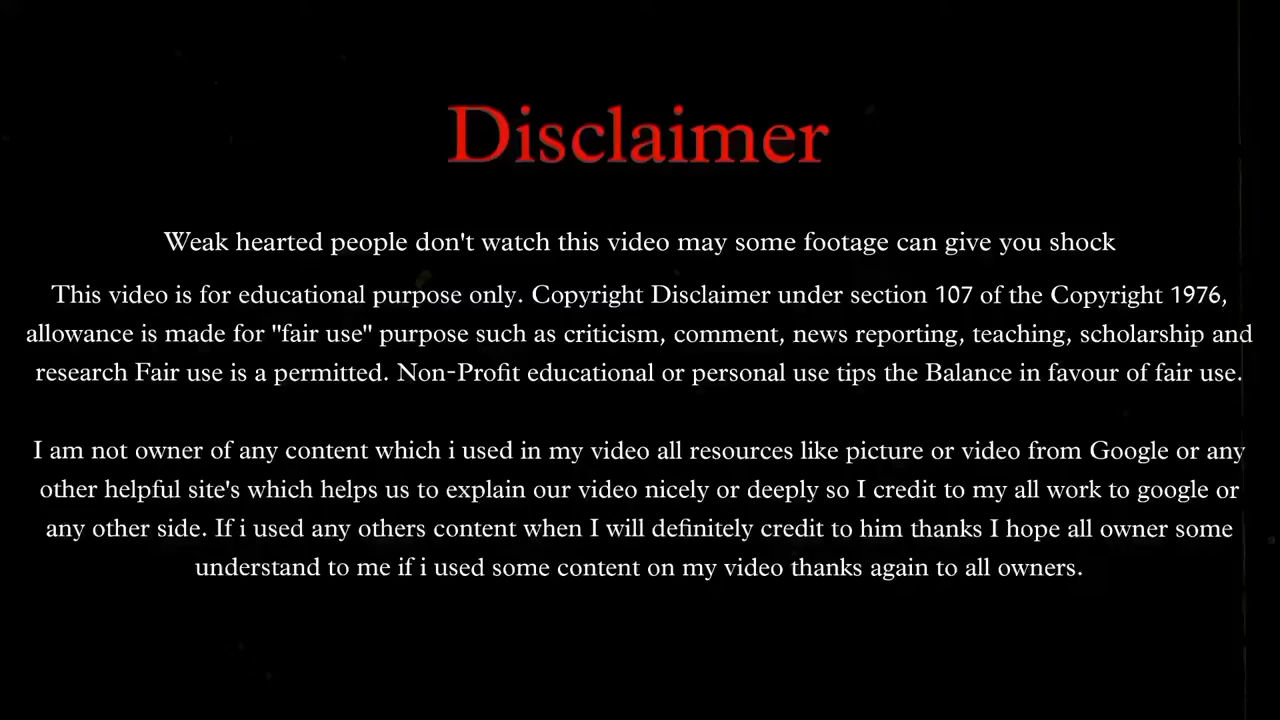 Disclaimer
Weak hearted people don't watch this video may some footage can give you shock
This video is for educational purpose only. Copyright Disclaimer under section 107 of the Copyright 1976,
allowance is made for "fair use" purpose such as criticism, comment, news reporting, teaching, scholarship and
research Fair use is a permitted. Non-Profit educational or personal use tips the Balance in favour of fair use.
I am not owner of any content which i used in my video all resources like picture or video from Google or any
other helpful site's which helps us to explain our video nicely or deeply so I credit to my all work to google or
any other side. If i used any others content when I will definitely credit to him thanks I hope all owner some
understand to me if i used some content on my video thanks again to all owners.